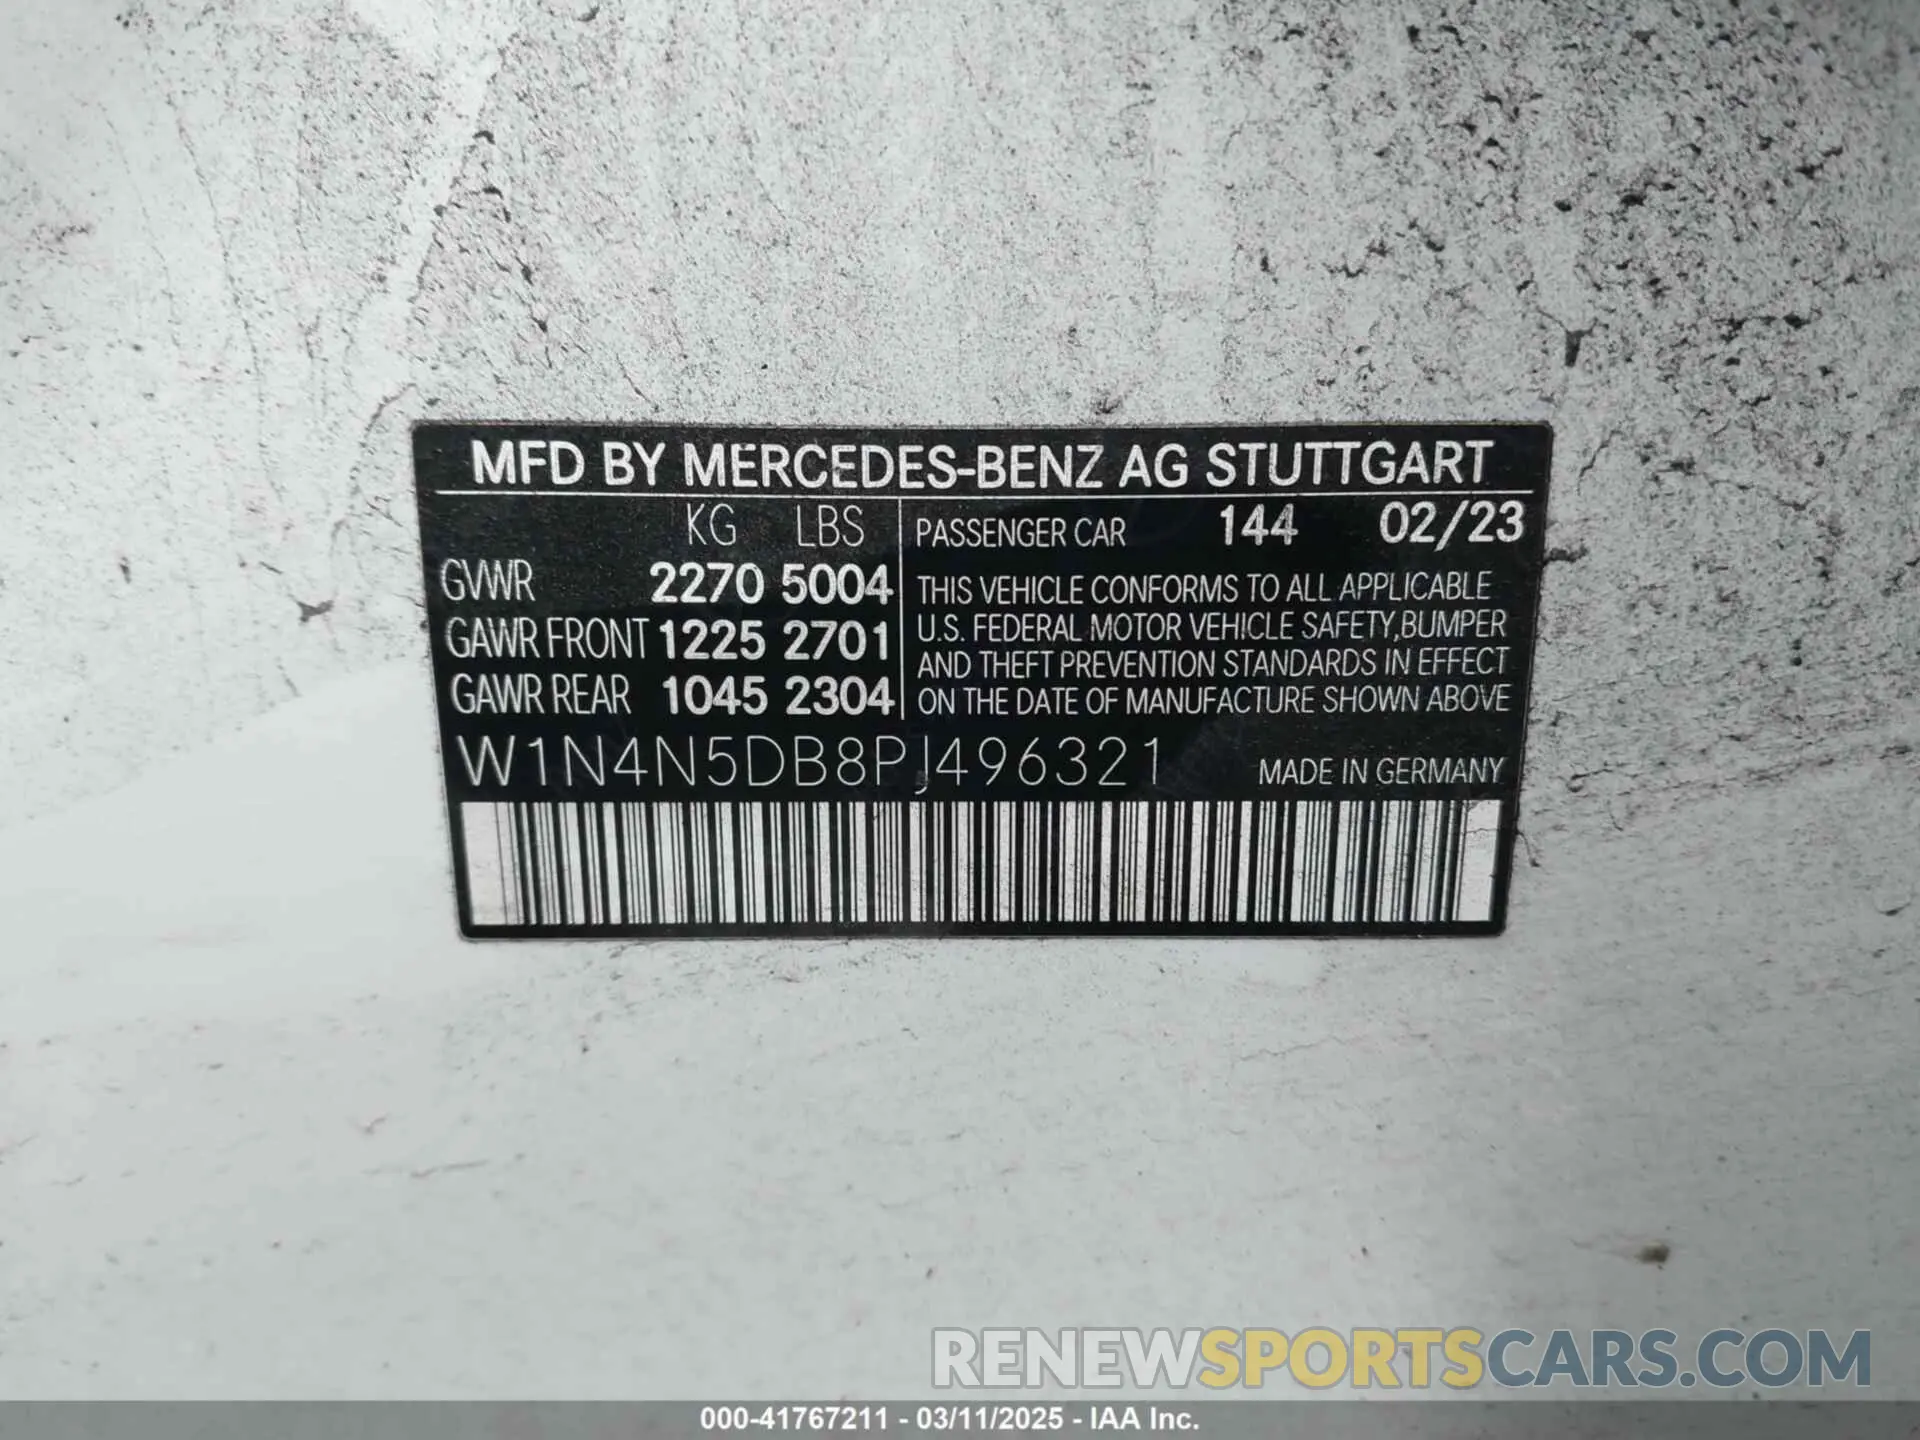 MFD BY MERCEDES-BENZ AG STUTTGART
KG LBS
GVWR 2270 5004
GAWR FRONT 1225 2701
GAWR REAR 1045 2304
PASSENGER CAR 144 02/23
THIS VEHICLE CONFORMS TO ALL APPLICABLE
U.S. FEDERAL MOTOR VEHICLE SAFETY,BUMPER
AND THEFT PREVENTION STANDARDS IN EFFECT
ON THE DATE OF MANUFACTURE SHOWN ABOVE
W1N4N5DB8PJ496321
MADE IN GERMANY
RENEWSPORTSCARS.COM
000-41767211 - 03/11/2025 - IAA Inc.